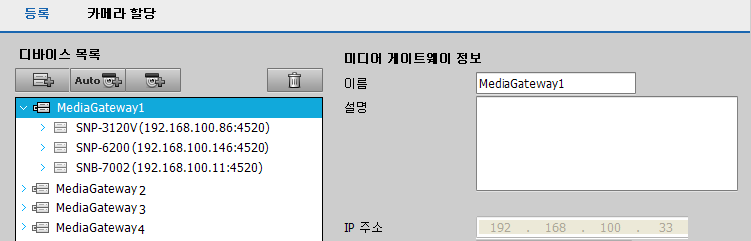 등록 카메라 할당
디바이스 목록
Auto
MediaGateway1
SNP-3120V (192.168.100.86:4520)
SNP-6200 (192.168.100.146:4520)
SNB-7002 (192.168.100.11:4520)
MediaGateway2
MediaGateway3
MediaGateway4
미디어 게이트웨이 정보
이름 MediaGateway1
설명
IP 주소 192 . 168 . 100 . 33